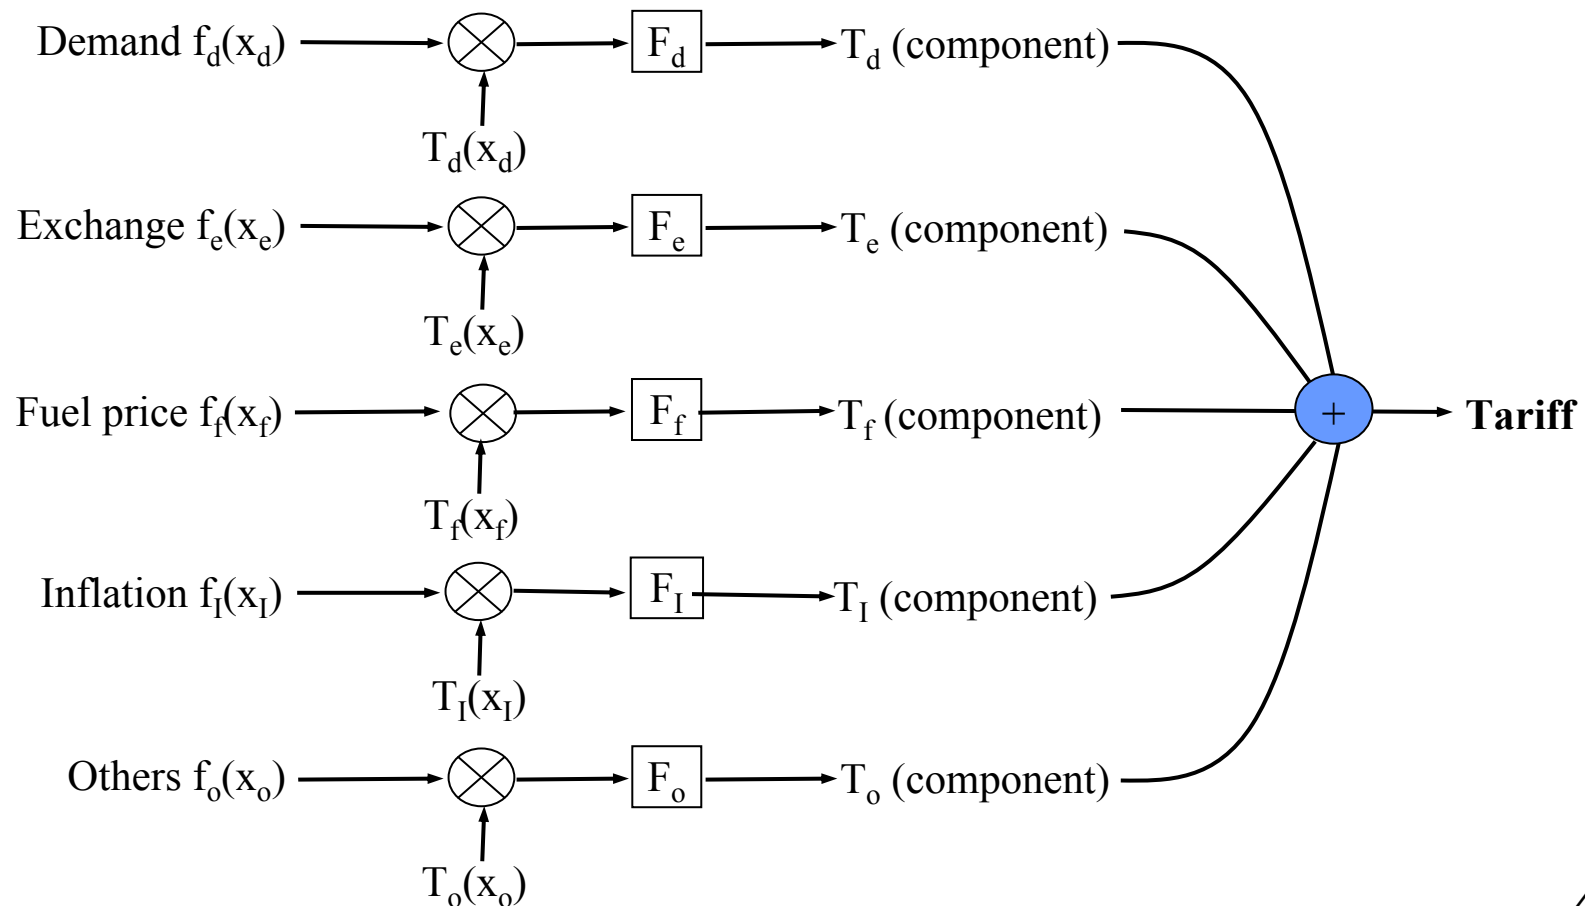 Demand f_d(x_d) F_d T_d (component)
T_d(x_d)
Exchange f_e(x_e) F_e T_e (component)
T_e(x_e)
Fuel price f_f(x_f) F_f T_f (component) + Tariff
T_f(x_f)
Inflation f_I(x_I) F_I T_I (component)
T_I(x_I)
Others f_o(x_o) F_o T_o (component)
T_o(x_o)